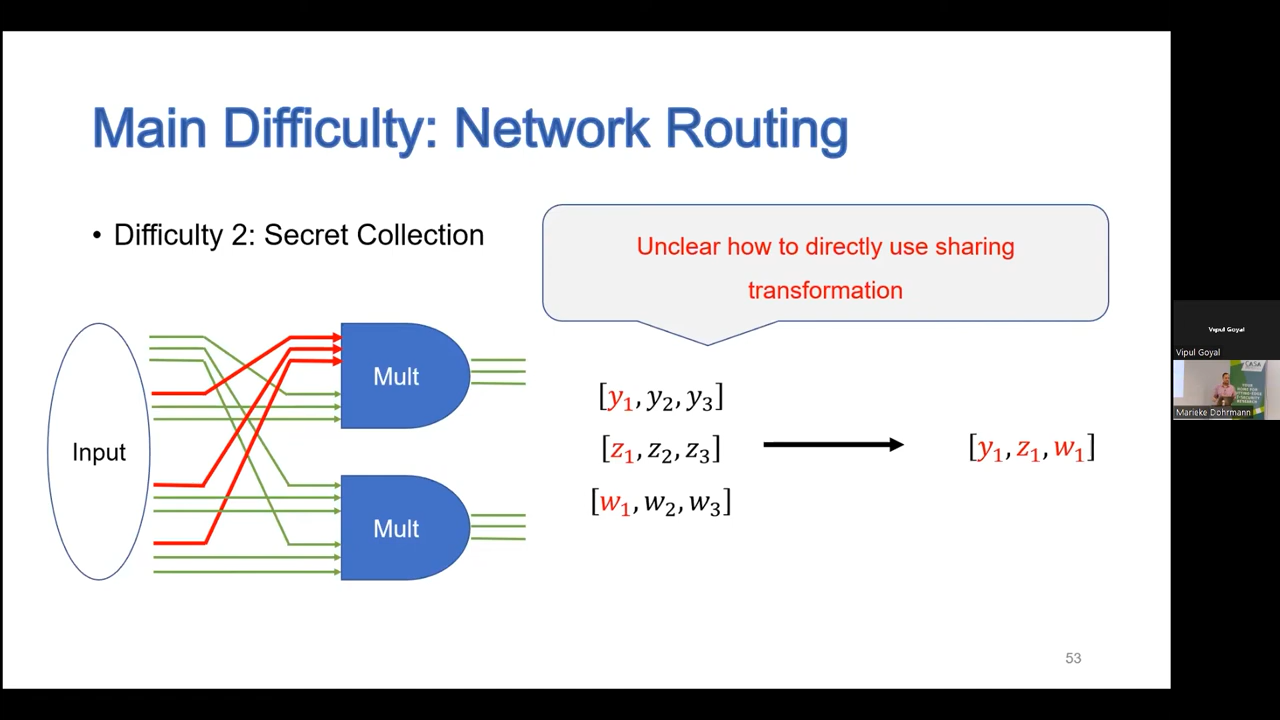 Main Difficulty: Network Routing
• Difficulty 2: Secret Collection
Unclear how to directly use sharing
transformation
Input
Mult
Mult
[y₁, y₂, y₃]
[z₁, z₂, z₃]
[w₁, w₂, w₃]
[y₁, z₁, w₁]
53
Vipul Goyal
Vipul Goyal
CASA
Marieke Dohrmann